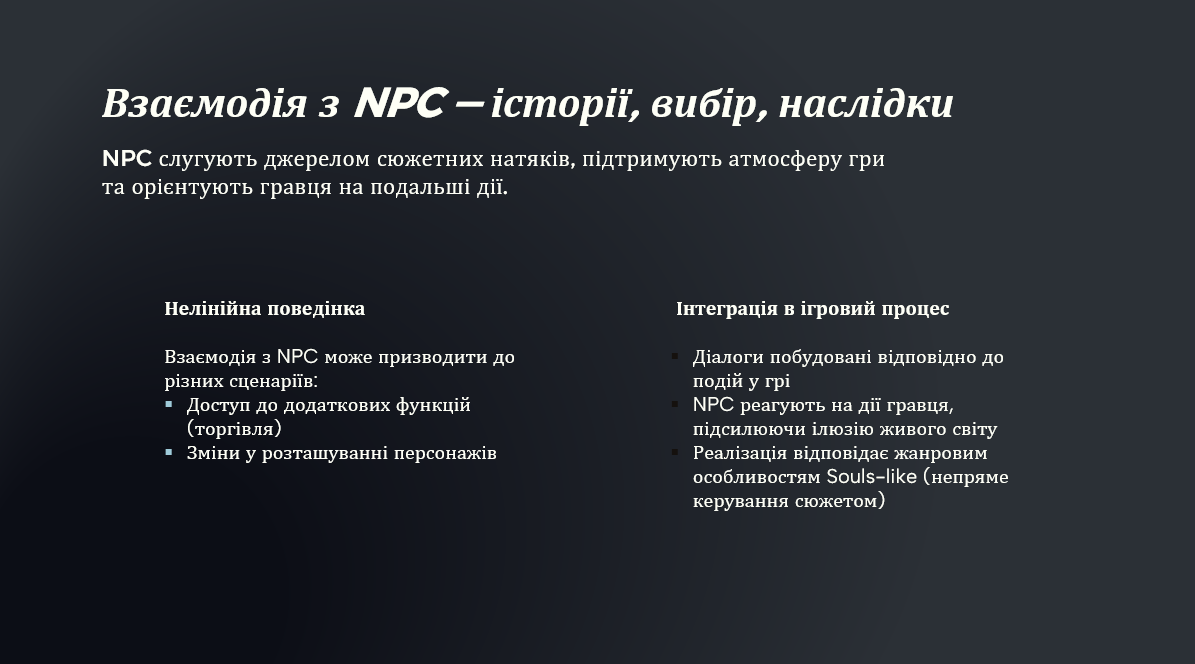 Взаємодія з NPC – історії, вибір, наслідки
NPC слугують джерелом сюжетних натяків, підтримують атмосферу гри
та орієнтують гравця на подальші дії.
Нелінійна поведінка
Взаємодія з NPC може призводити до
різних сценаріїв:
▪ Доступ до додаткових функцій
(торгівля)
▪ Зміни у розташуванні персонажів
Інтеграція в ігровий процес
▪ Діалоги побудовані відповідно до
подій у грі
▪ NPC реагують на дії гравця,
підсилюючи ілюзію живого світу
▪ Реалізація відповідає жанровим
особливостям Souls-like (непряме
керування сюжетом)